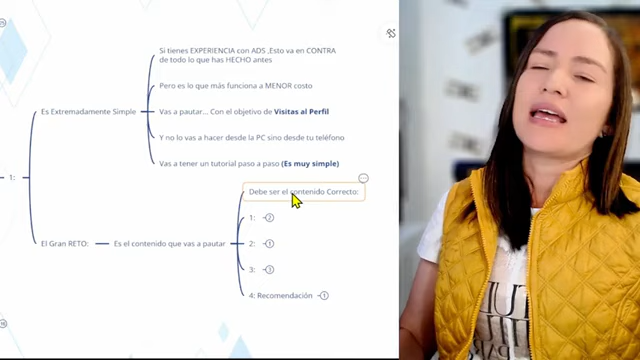 Si tienes EXPERIENCIA con ADS ,Esto va en CONTRA
de todo lo que has HECHO antes
Pero es lo que más funciona a MENOR costo
Es Extremadamente Simple
Vas a pautar... Con el objetivo de Visitas al Perfil
Y no lo vas a hacer desde la PC sino desde tu teléfono
Vas a tener un tutorial paso a paso (Es muy simple)
1:
Debe ser el contenido Correcto:
1: 2
El Gran RETO:
Es el contenido que vas a pautar
2: 1
3: 3
4: Recomendación 1